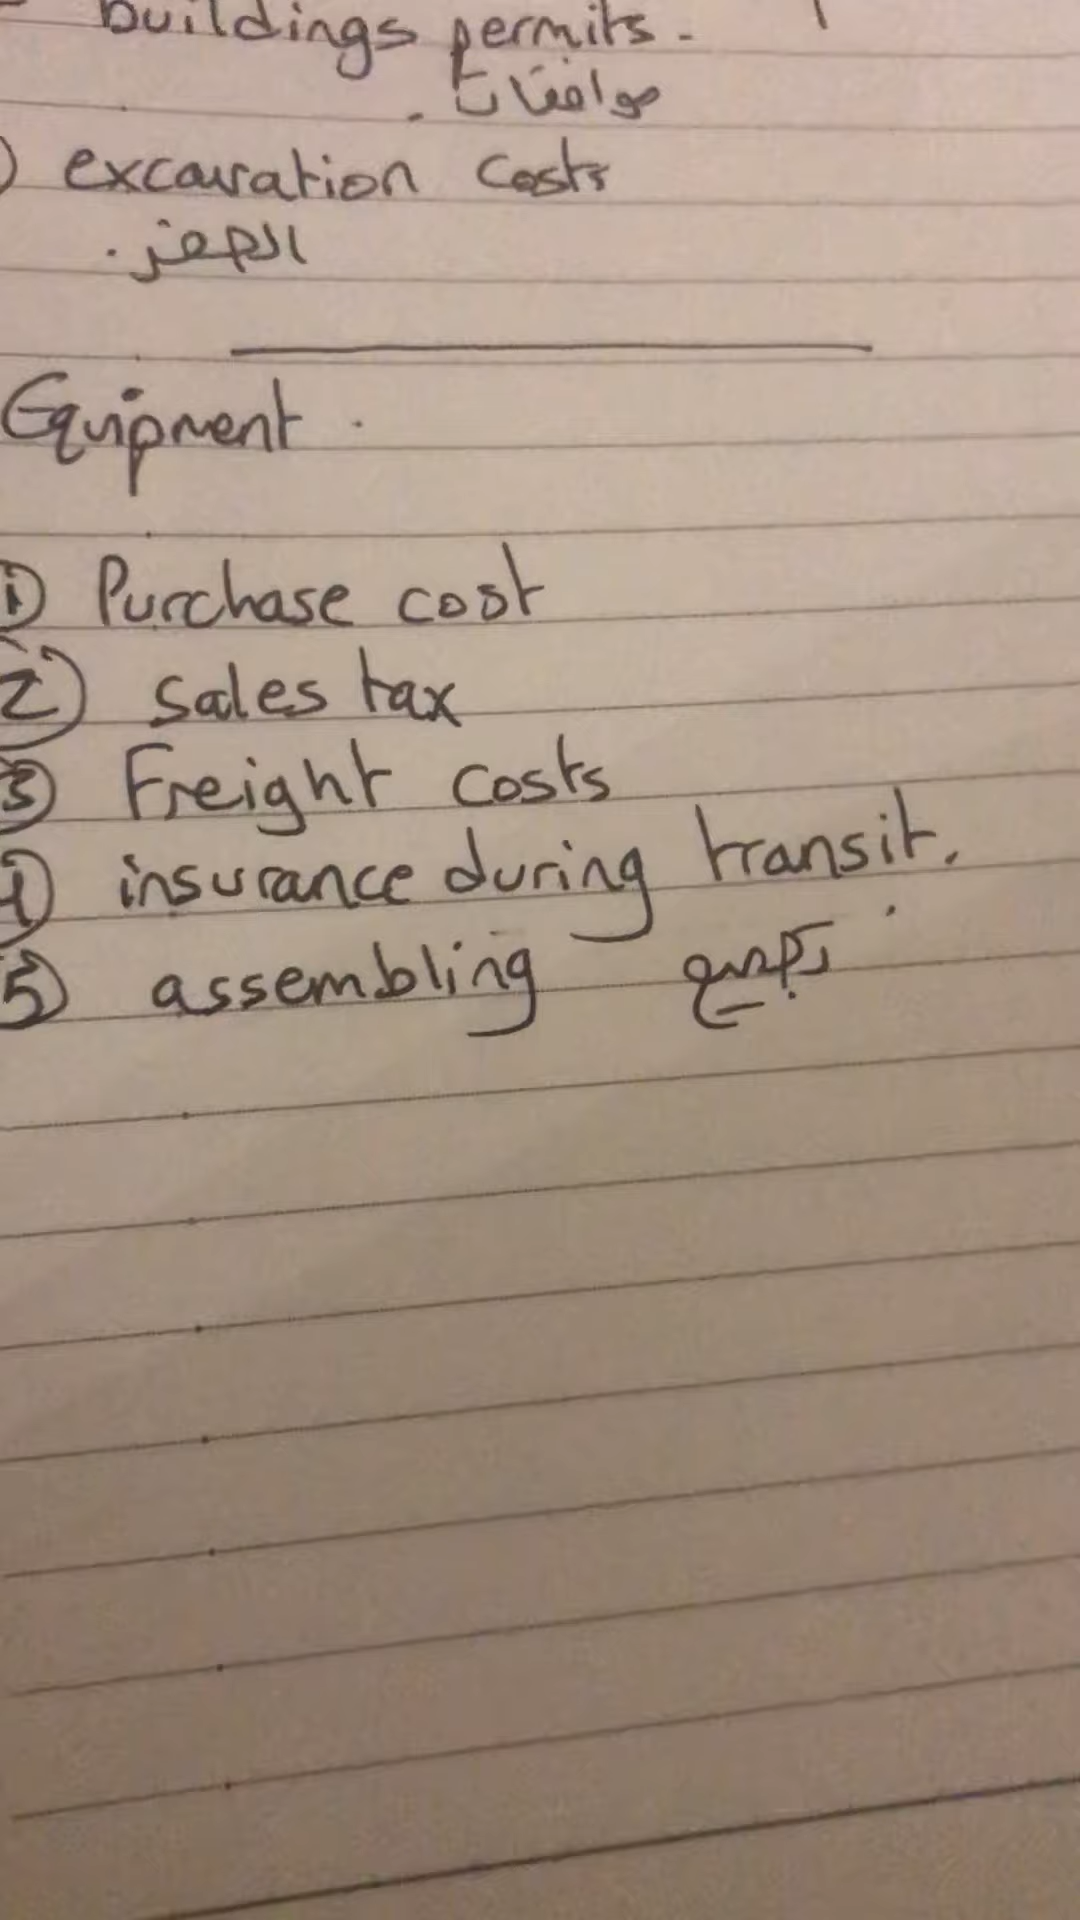 buildings permits.
موافقات.
excavation costs
الحفر.
Equipment.
① Purchase cost
② sales tax
③ Freight costs
④ insurance during transit.
⑤ assembling تجميع